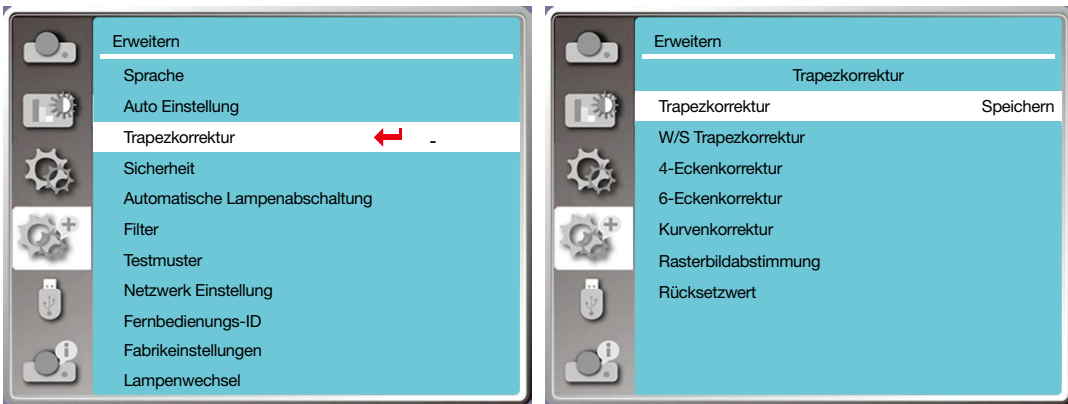 Erweitern
Sprache
Auto Einstellung
Trapezkorrektur -
Sicherheit
Automatische Lampenabschaltung
Filter
Testmuster
Netzwerk Einstellung
Fernbedienungs-ID
Fabrikeinstellungen
Lampenwechsel
Erweitern
Trapezkorrektur
Trapezkorrektur Speichern
W/S Trapezkorrektur
4-Eckenkorrektur
6-Eckenkorrektur
Kurvenkorrektur
Rasterbildabstimmung
Rücksetzwert